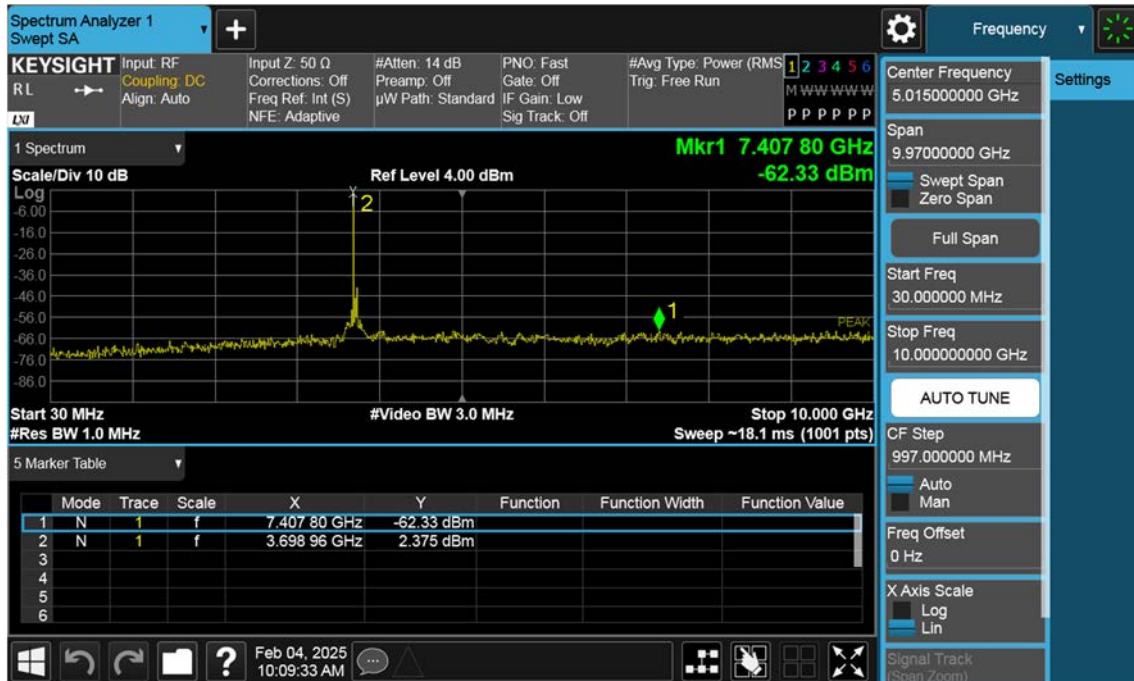 Spectrum Analyzer 1
Swept SA
Frequency
KEYSIGHT
RL
LXI
Input: RF
Coupling: DC
Align: Auto
Input Z: 50 Ω
Corrections: Off
Freq Ref: Int (S)
NFE: Adaptive
#Atten: 14 dB
Preamp: Off
µW Path: Standard
PNO: Fast
Gate: Off
IF Gain: Low
Sig Track: Off
#Avg Type: Power (RMS
Trig: Free Run
1 2 3 4 5 6
M W W W W W
P P P P P P
Center Frequency
5.015000000 GHz
Settings
Span
9.97000000 GHz
Swept Span
Zero Span
Full Span
Start Freq
30.000000 MHz
Stop Freq
10.000000000 GHz
AUTO TUNE
CF Step
997.000000 MHz
Auto
Man
Freq Offset
0 Hz
X Axis Scale
Log
Lin
Signal Track
(Span Zoom)
1 Spectrum
Mkr1 7.407 80 GHz
-62.33 dBm
Scale/Div 10 dB
Ref Level 4.00 dBm
Log
-6.00
-16.0
-26.0
-36.0
-46.0
-56.0
-66.0
-76.0
-86.0
2
1
PEAK
Start 30 MHz
#Video BW 3.0 MHz
Stop 10.000 GHz
#Res BW 1.0 MHz
Sweep ~18.1 ms (1001 pts)
5 Marker Table
Mode Trace Scale X Y Function Function Width Function Value
1 N 1 f 7.407 80 GHz -62.33 dBm
2 N 1 f 3.698 96 GHz 2.375 dBm
3
4
5
6
?
Feb 04, 2025
10:09:33 AM